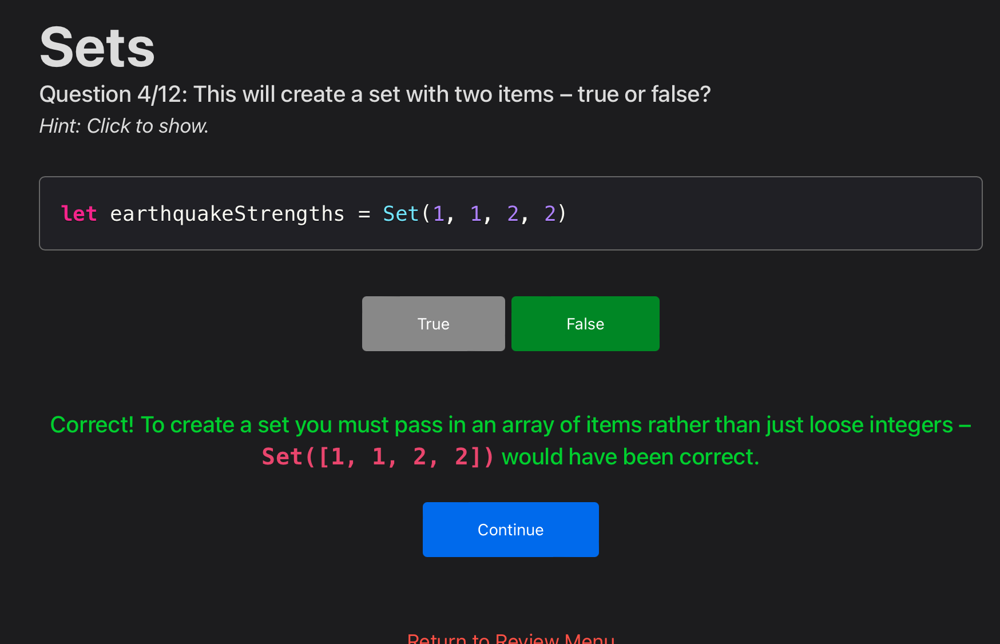 Sets
Question 4/12: This will create a set with two items – true or false?
Hint: Click to show.
let earthquakeStrengths = Set(1, 1, 2, 2)
True
False
Correct! To create a set you must pass in an array of items rather than just loose integers –
Set([1, 1, 2, 2]) would have been correct.
Continue
Return to Review Menu